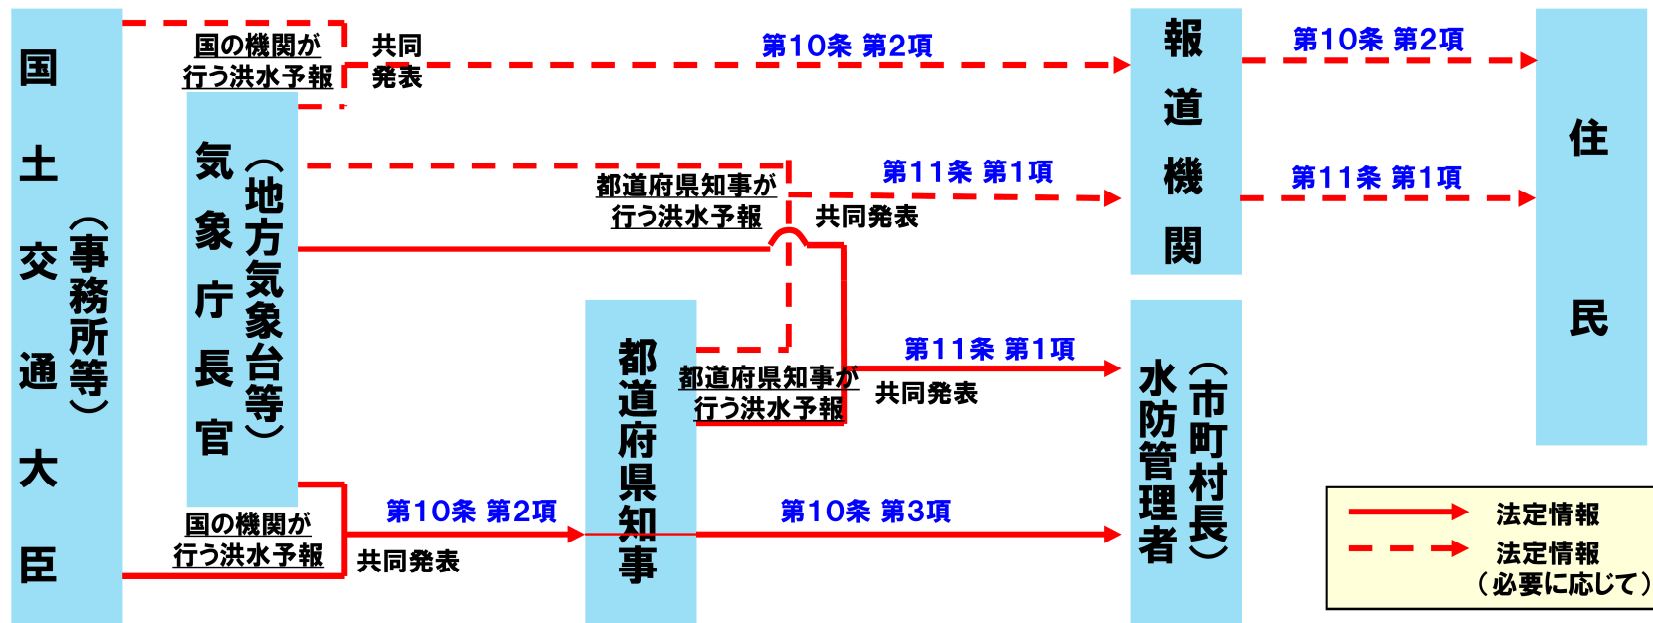 国土交通大臣
（事務所等）
国の機関が
行う洪水予報
共同
発表
第10条 第2項
報道機関
第10条 第2項
住民
気象庁長官
（地方気象台等）
都道府県知事が
行う洪水予報
第11条 第1項
共同発表
第11条 第1項
都道府県知事
都道府県知事が
行う洪水予報
第11条 第1項
共同発表
水防管理者
（市町村長）
国の機関が
行う洪水予報
第10条 第2項
共同発表
第10条 第3項
法定情報
法定情報
（必要に応じて）